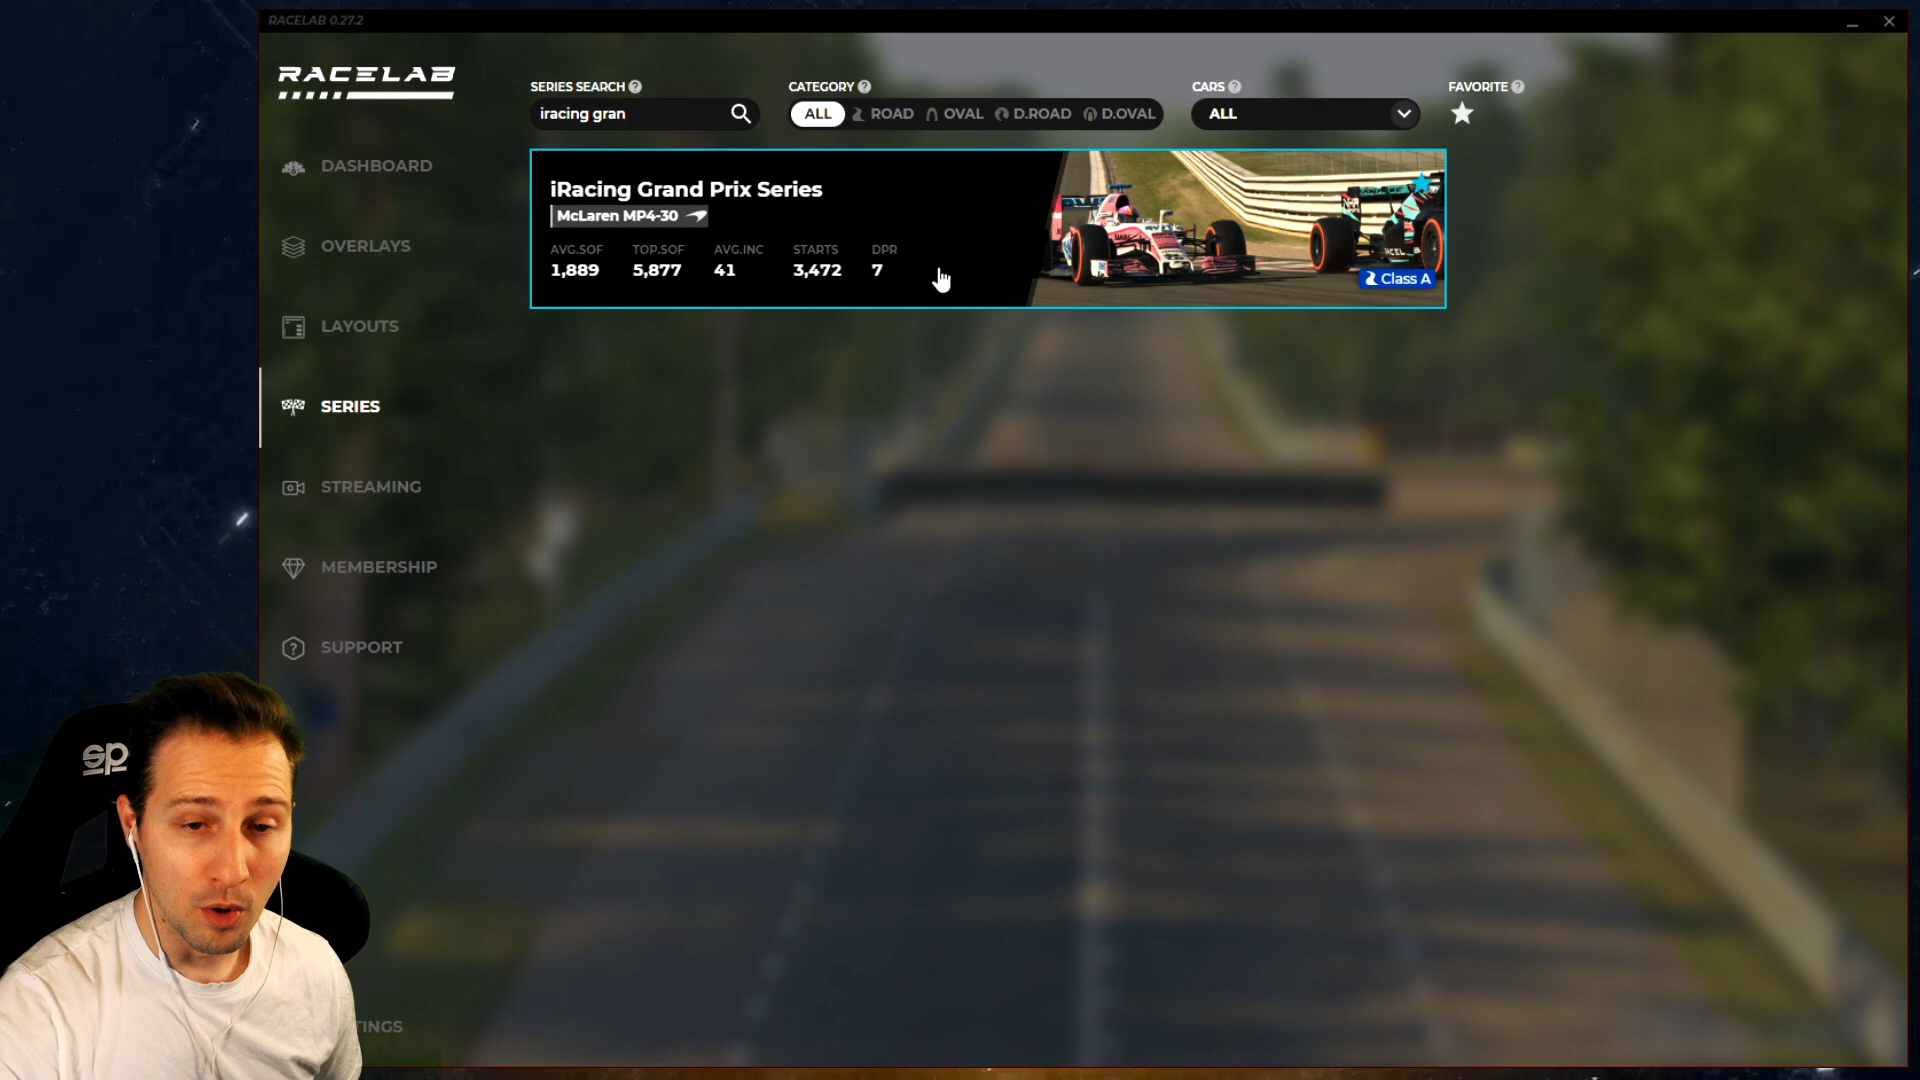 RACELAB 0.27.2
RACELAB
SERIES SEARCH
iracing gran
CATEGORY
ALL ROAD OVAL D.ROAD D.OVAL
CARS
ALL
FAVORITE
iRacing Grand Prix Series
McLaren MP4-30
AVG.SOF TOP.SOF AVG.INC STARTS DPR
1,889 5,877 41 3,472 7
Class A
DASHBOARD
OVERLAYS
LAYOUTS
SERIES
STREAMING
MEMBERSHIP
SUPPORT
TINGS
sp